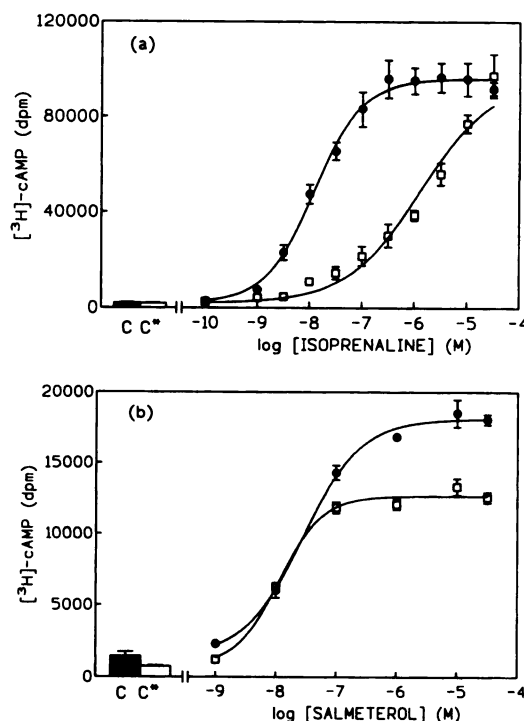 (a)
120000
80000
40000
0
[³H]-cAMP (dpm)
C C*
-10 -9 -8 -7 -6 -5 -4
log [ISOPRENALINE] (M)
(b)
20000
15000
10000
5000
0
[³H]-cAMP (dpm)
C C*
-9 -8 -7 -6 -5 -4
log [SALMETEROL] (M)